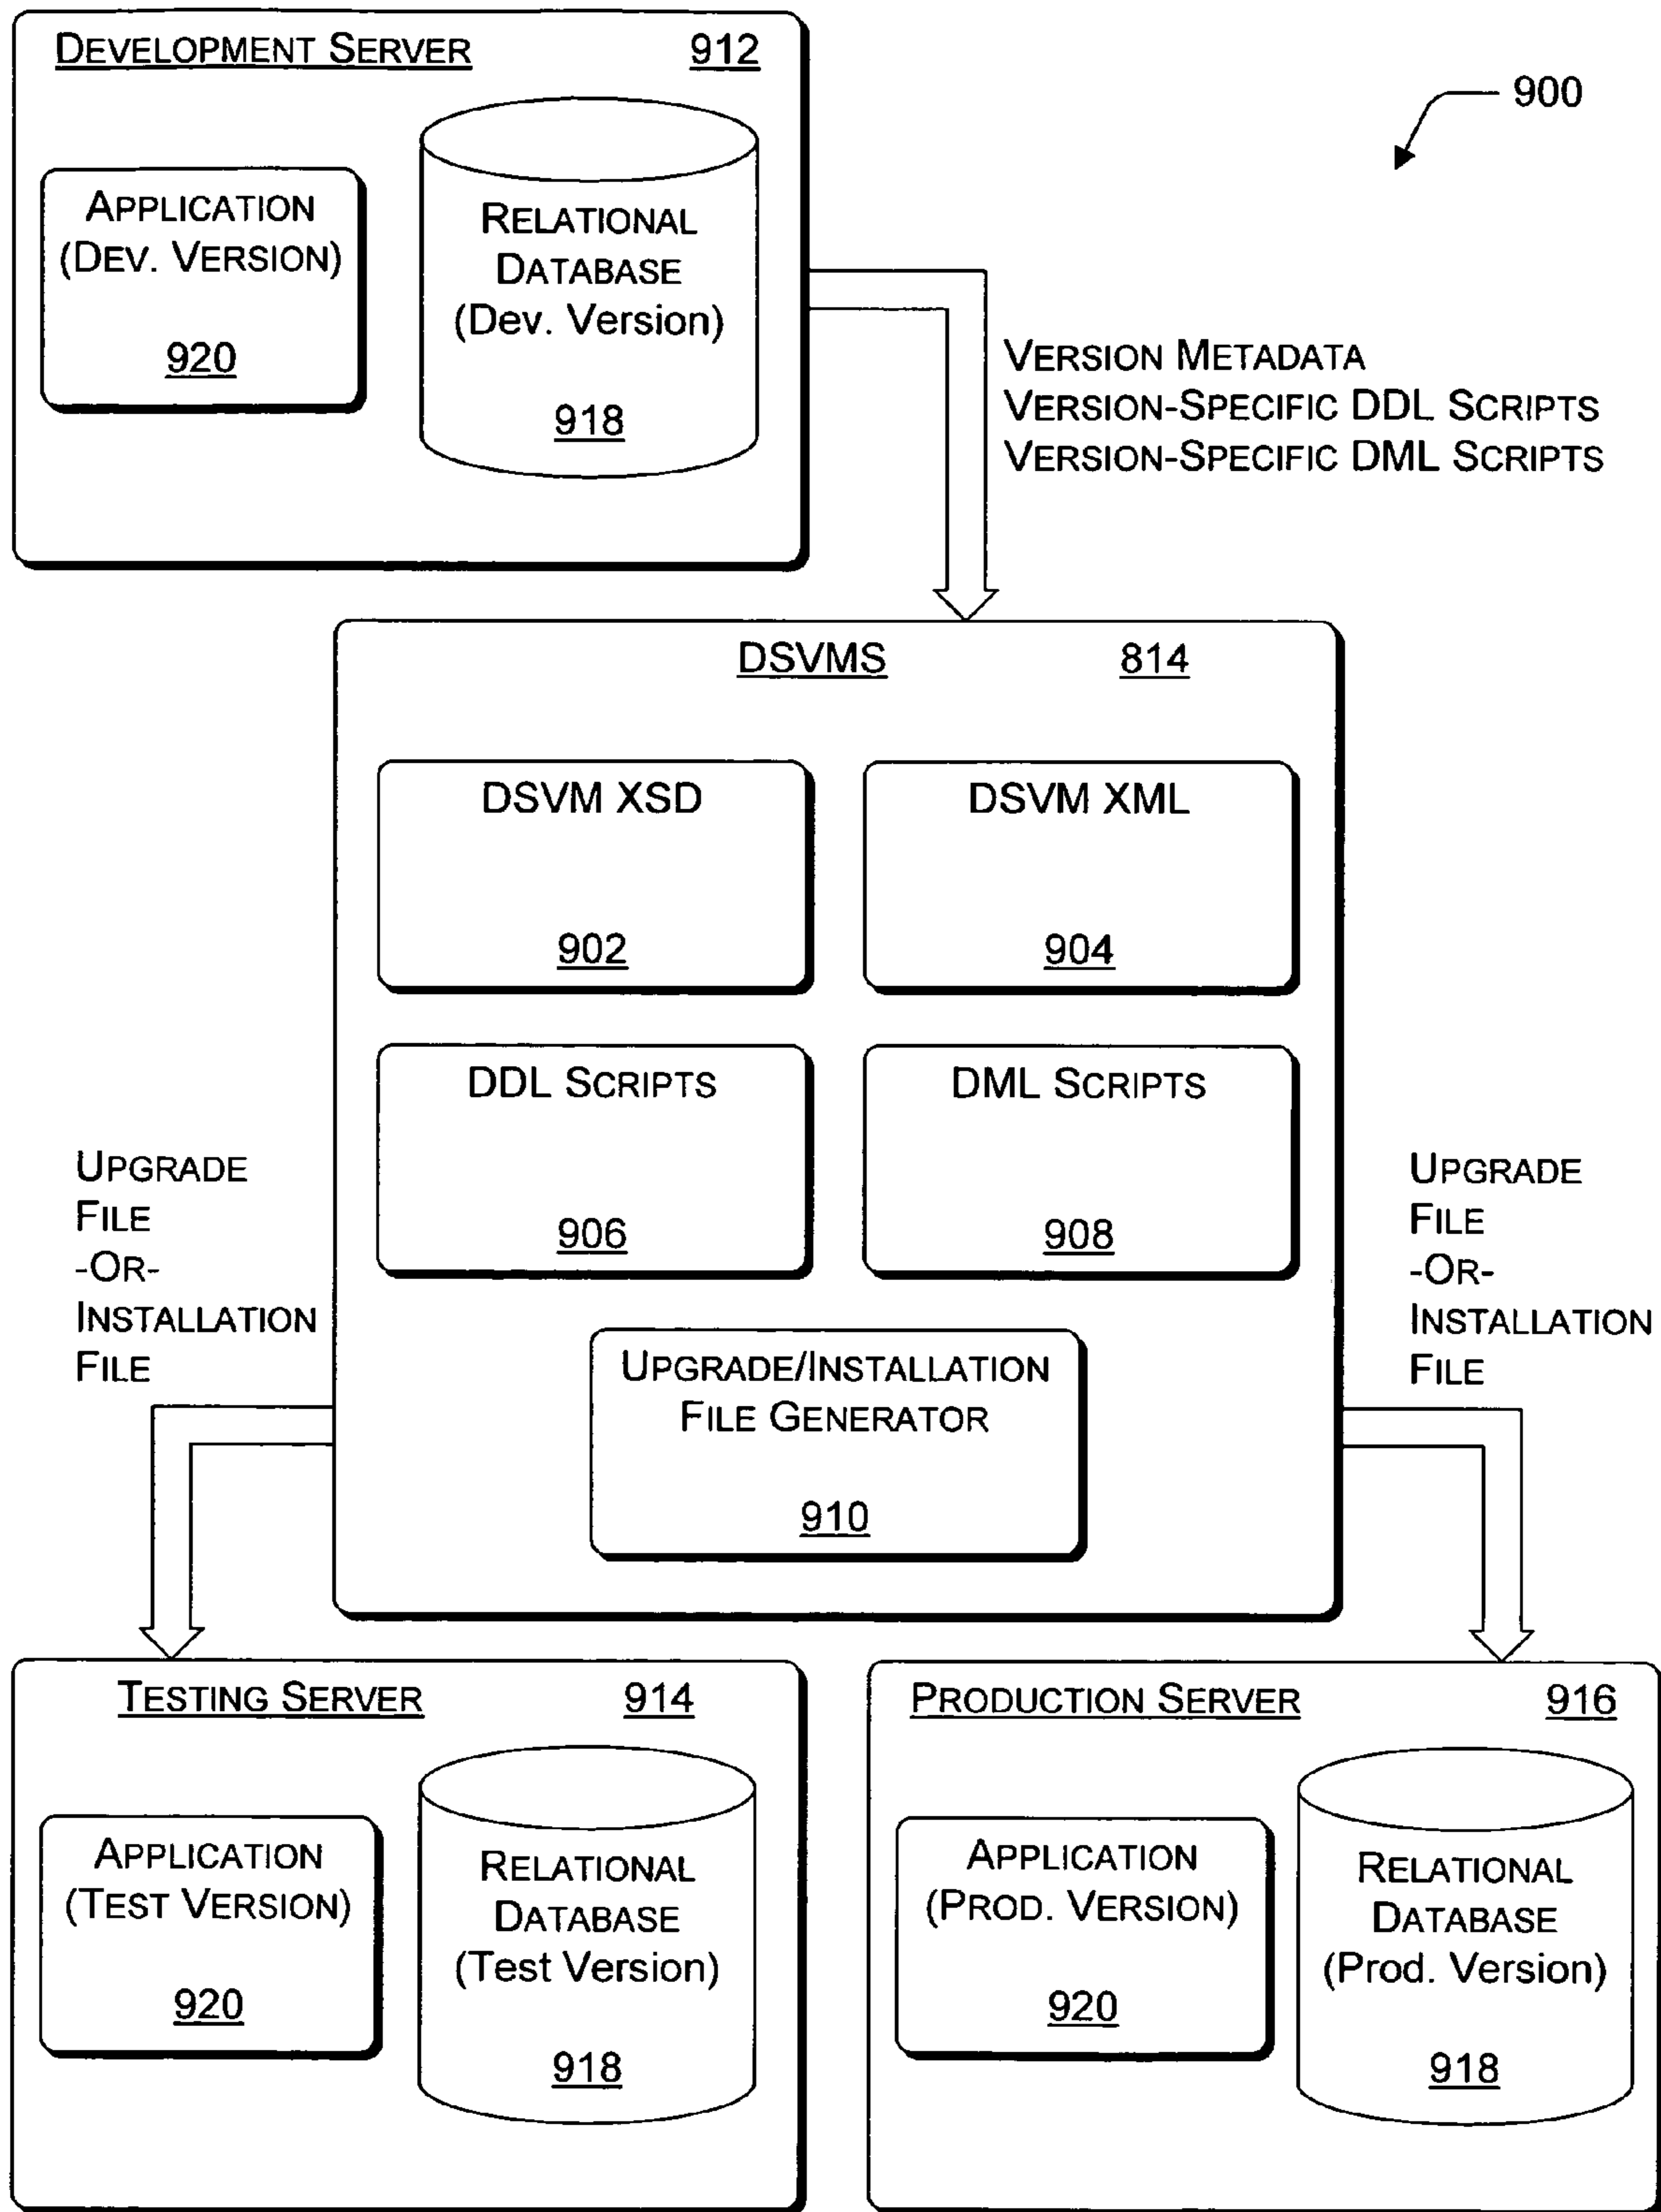 DEVELOPMENT SERVER 912
900
APPLICATION
(DEV. VERSION)
920
RELATIONAL
DATABASE
(Dev. Version)
918
VERSION METADATA
VERSION-SPECIFIC DDL SCRIPTS
VERSION-SPECIFIC DML SCRIPTS
DSVMS 814
DSVM XSD
902
DSVM XML
904
DDL SCRIPTS
906
DML SCRIPTS
908
UPGRADE
FILE
-OR-
INSTALLATION
FILE
UPGRADE/INSTALLATION
FILE GENERATOR
910
UPGRADE
FILE
-OR-
INSTALLATION
FILE
TESTING SERVER 914
APPLICATION
(TEST VERSION)
920
RELATIONAL
DATABASE
(Test Version)
918
PRODUCTION SERVER 916
APPLICATION
(PROD. VERSION)
920
RELATIONAL
DATABASE
(Prod. Version)
918